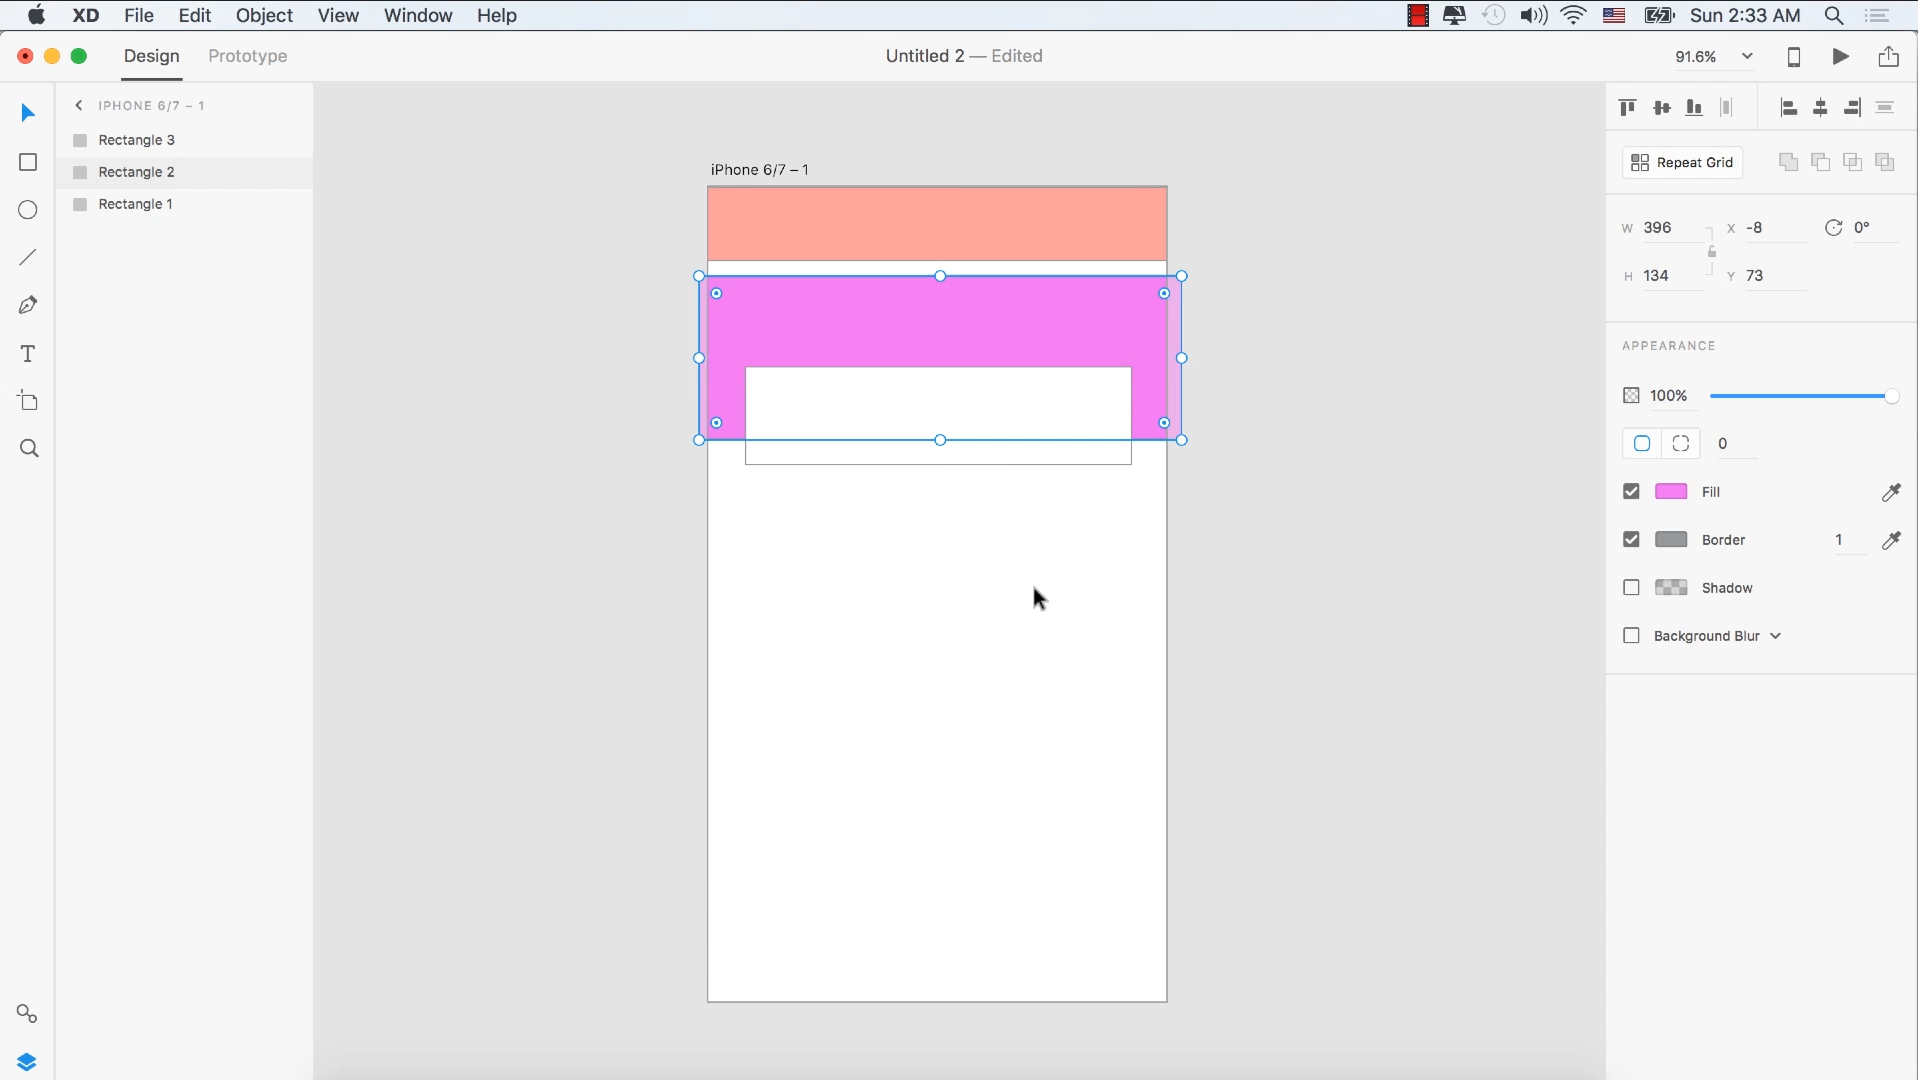 XD File Edit Object View Window Help Sun 2:33 AM
Design Prototype Untitled 2 — Edited 91.6%
IPHONE 6/7 – 1
Rectangle 3
Rectangle 2
Rectangle 1
iPhone 6/7 – 1
Repeat Grid
W 396 X -8 0°
H 134 Y 73
APPEARANCE
100%
0
Fill
Border 1
Shadow
Background Blur
T